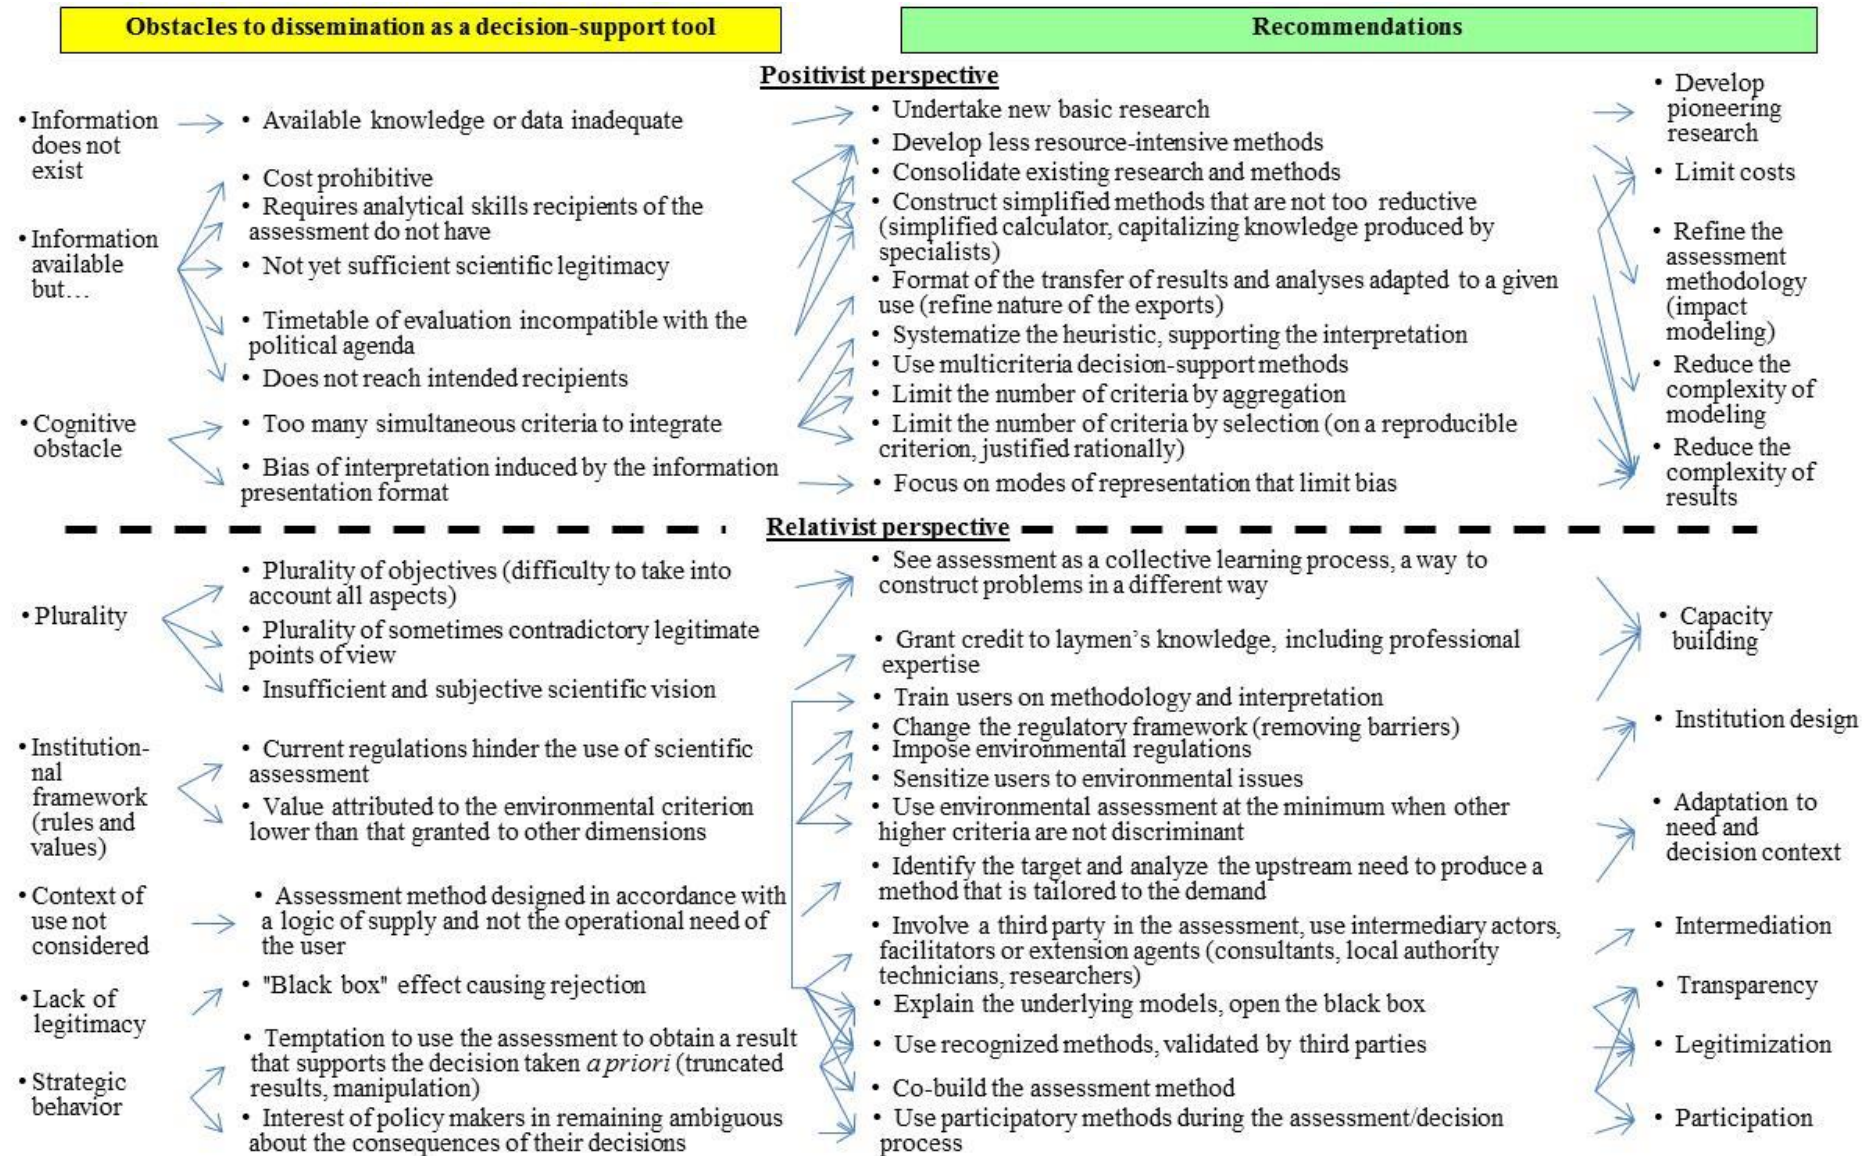 Obstacles to dissemination as a decision-support tool
Recommendations
Positivist perspective
• Information
does not
exist
• Information
available
but…
• Cognitive
obstacle
• Available knowledge or data inadequate
• Cost prohibitive
• Requires analytical skills recipients of the
assessment do not have
• Not yet sufficient scientific legitimacy
• Timetable of evaluation incompatible with the
political agenda
• Does not reach intended recipients
• Too many simultaneous criteria to integrate
• Bias of interpretation induced by the information
presentation format
• Undertake new basic research
• Develop less resource-intensive methods
• Consolidate existing research and methods
• Construct simplified methods that are not too reductive
(simplified calculator, capitalizing knowledge produced by
specialists)
• Format of the transfer of results and analyses adapted to a given
use (refine nature of the exports)
• Systematize the heuristic, supporting the interpretation
• Use multicriteria decision-support methods
• Limit the number of criteria by aggregation
• Limit the number of criteria by selection (on a reproducible
criterion, justified rationally)
• Focus on modes of representation that limit bias
• Develop
pioneering
research
• Limit costs
• Refine the
assessment
methodology
(impact
modeling)
• Reduce the
complexity of
modeling
• Reduce the
complexity of
results
Relativist perspective
• Plurality
• Institution-
nal
framework
(rules and
values)
• Context of
use not
considered
• Lack of
legitimacy
• Strategic
behavior
• Plurality of objectives (difficulty to take into
account all aspects)
• Plurality of sometimes contradictory legitimate
points of view
• Insufficient and subjective scientific vision
• Current regulations hinder the use of scientific
assessment
• Value attributed to the environmental criterion
lower than that granted to other dimensions
• Assessment method designed in accordance with
a logic of supply and not the operational need of
the user
• "Black box" effect causing rejection
• Temptation to use the assessment to obtain a result
that supports the decision taken a priori (truncated
results, manipulation)
• Interest of policy makers in remaining ambiguous
about the consequences of their decisions
• See assessment as a collective learning process, a way to
construct problems in a different way
• Grant credit to laymen’s knowledge, including professional
expertise
• Train users on methodology and interpretation
• Change the regulatory framework (removing barriers)
• Impose environmental regulations
• Sensitize users to environmental issues
• Use environmental assessment at the minimum when other
higher criteria are not discriminant
• Identify the target and analyze the upstream need to produce a
method that is tailored to the demand
• Involve a third party in the assessment, use intermediary actors,
facilitators or extension agents (consultants, local authority
technicians, researchers)
• Explain the underlying models, open the black box
• Use recognized methods, validated by third parties
• Co-build the assessment method
• Use participatory methods during the assessment/decision
process
• Capacity
building
• Institution design
• Adaptation to
need and
decision context
• Intermediation
• Transparency
• Legitimization
• Participation